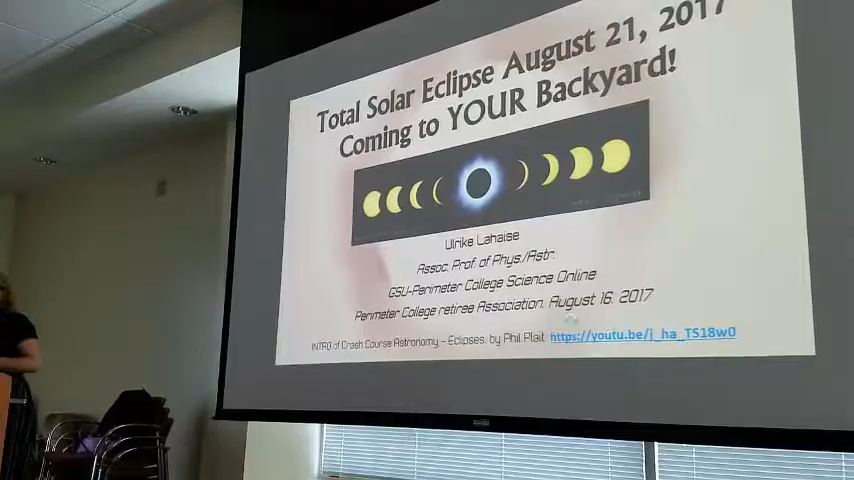 Total Solar Eclipse August 21, 2017
Coming to YOUR Backyard!
Ulrike Lahaise
Assoc. Prof. of Phys./Astr.
GSU-Perimeter College Science Online
Perimeter College retiree Association. August 16. 2017
INTRO of Crash Course Astronomy - Eclipses. by Phil Plait https://youtu.be/j_ha_TS18w0